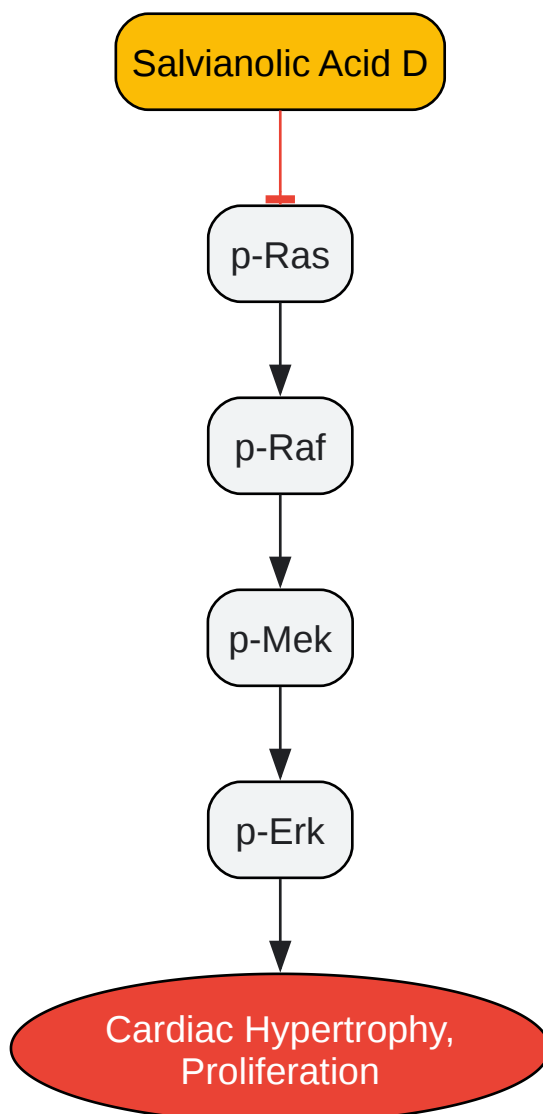 Salvianolic Acid D
p-Ras
p-Raf
p-Mek
p-Erk
Cardiac Hypertrophy,
Proliferation